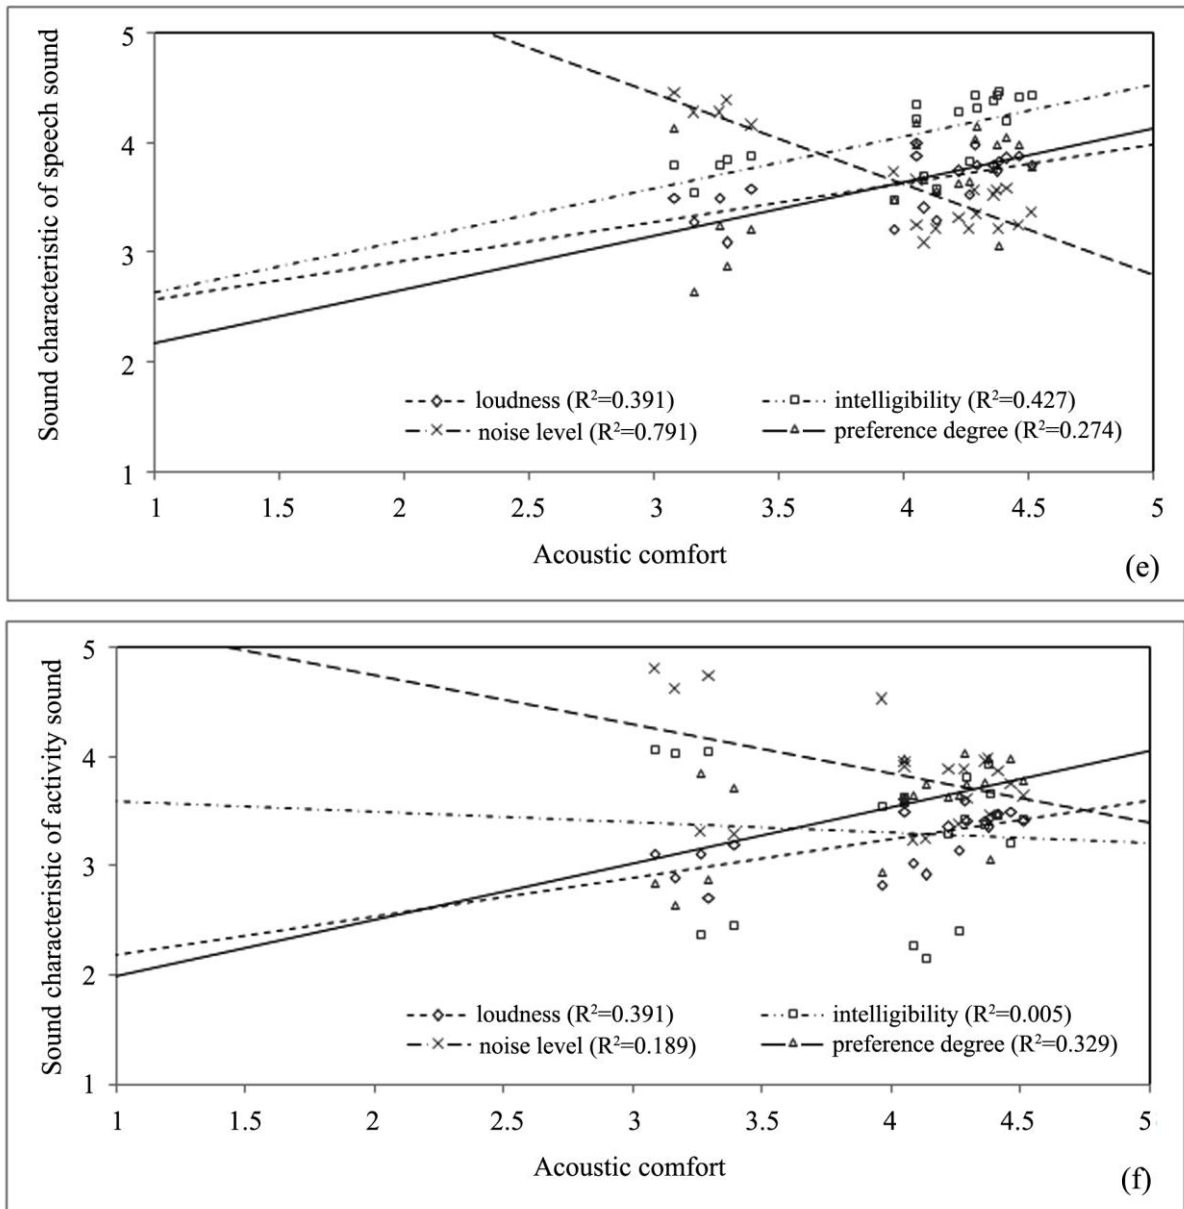 Sound characteristic of speech sound
5
4
3
2
1
loudness (R²=0.391)
intelligibility (R²=0.427)
noise level (R²=0.791)
preference degree (R²=0.274)
1 1.5 2 2.5 3 3.5 4 4.5 5
Acoustic comfort
(e)
Sound characteristic of activity sound
5
4
3
2
1
loudness (R²=0.391)
intelligibility (R²=0.005)
noise level (R²=0.189)
preference degree (R²=0.329)
1 1.5 2 2.5 3 3.5 4 4.5 5
Acoustic comfort
(f)